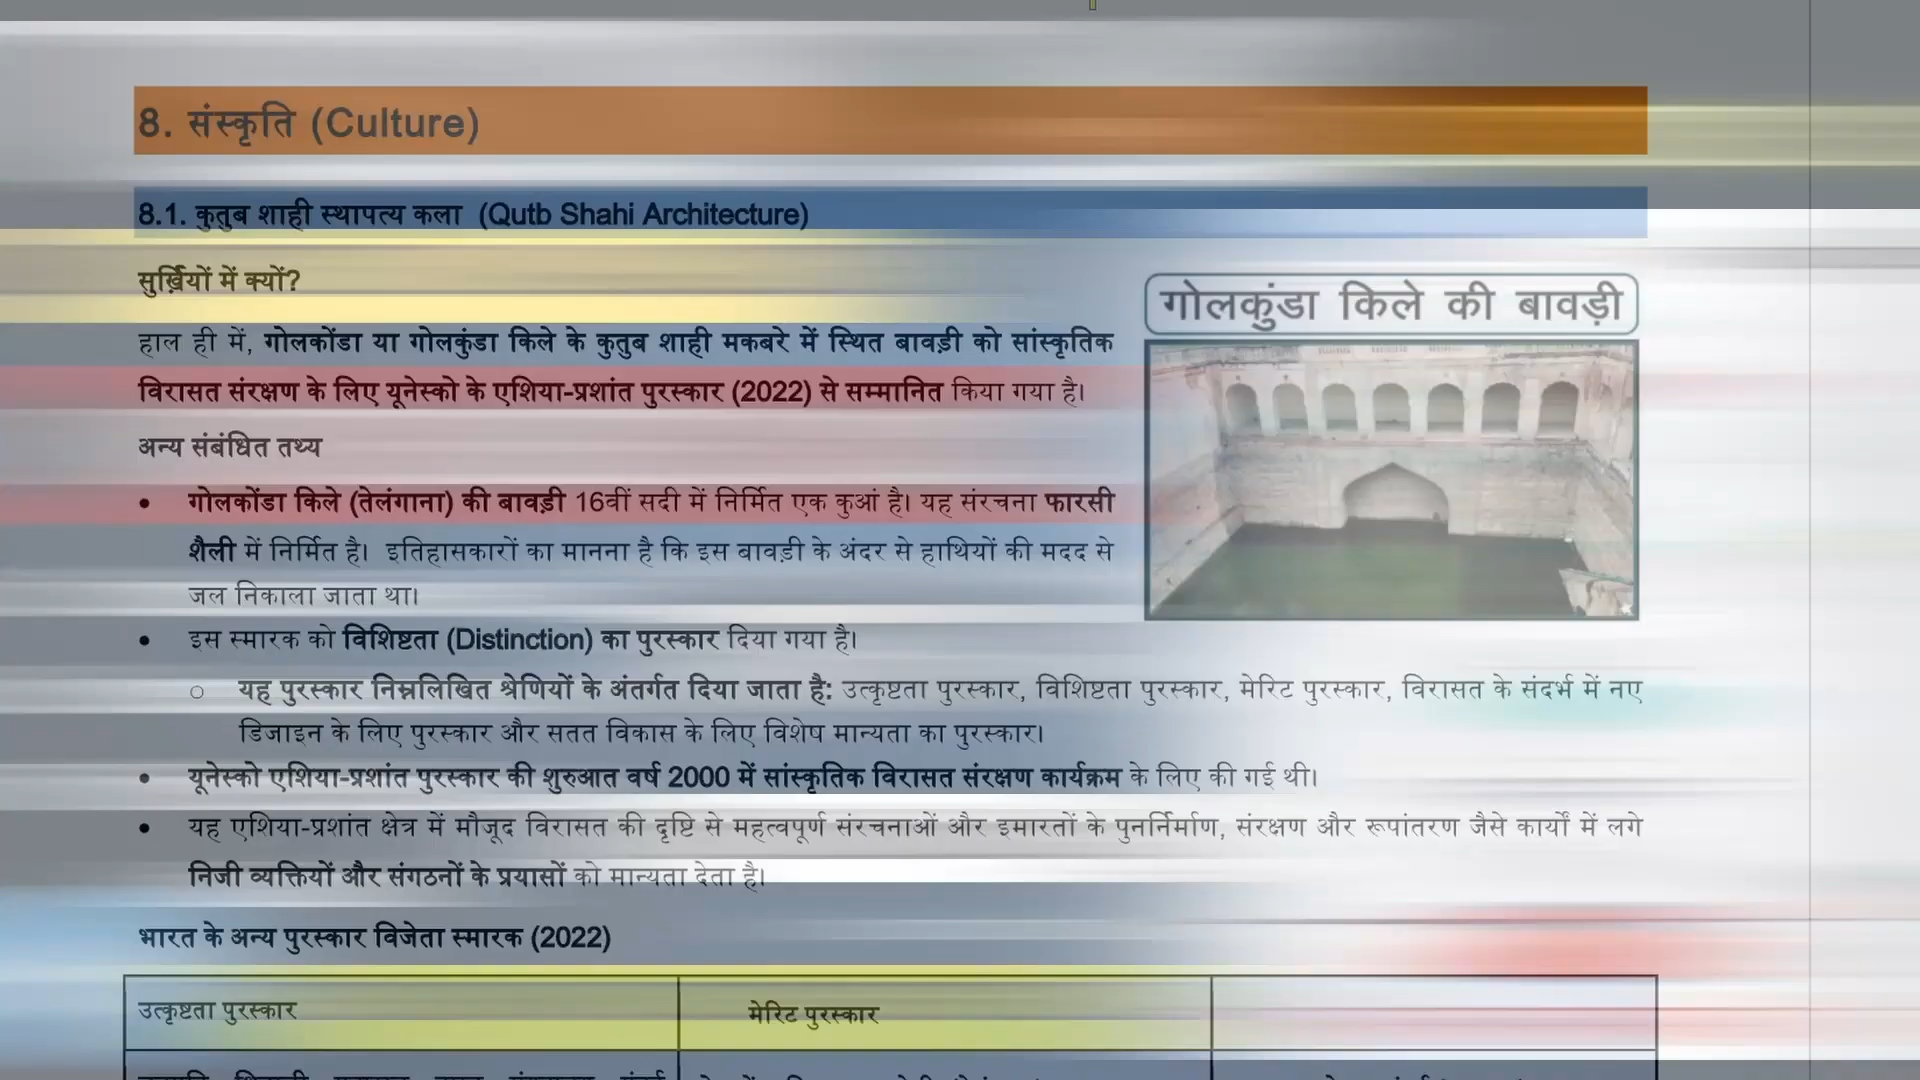 8. संस्कृति (Culture)
8.1. कुतुब शाही स्थापत्य कला (Qutb Shahi Architecture)
सुर्ख़ियों में क्यों?
गोलकुंडा किले की बावड़ी
हाल ही में, गोलकोंडा या गोलकुंडा किले के कुतुब शाही मकबरे में स्थित बावड़ी को सांस्कृतिक
विरासत संरक्षण के लिए यूनेस्को के एशिया-प्रशांत पुरस्कार (2022) से सम्मानित किया गया है।
अन्य संबंधित तथ्य
• गोलकोंडा किले (तेलंगाना) की बावड़ी 16वीं सदी में निर्मित एक कुआं है। यह संरचना फारसी
शैली में निर्मित है। इतिहासकारों का मानना है कि इस बावड़ी के अंदर से हाथियों की मदद से
जल निकाला जाता था।
• इस स्मारक को विशिष्टता (Distinction) का पुरस्कार दिया गया है।
○ यह पुरस्कार निम्नलिखित श्रेणियों के अंतर्गत दिया जाता है: उत्कृष्टता पुरस्कार, विशिष्टता पुरस्कार, मेरिट पुरस्कार, विरासत के संदर्भ में नए
डिजाइन के लिए पुरस्कार और सतत विकास के लिए विशेष मान्यता का पुरस्कार।
• यूनेस्को एशिया-प्रशांत पुरस्कार की शुरुआत वर्ष 2000 में सांस्कृतिक विरासत संरक्षण कार्यक्रम के लिए की गई थी।
• यह एशिया-प्रशांत क्षेत्र में मौजूद विरासत की दृष्टि से महत्वपूर्ण संरचनाओं और इमारतों के पुनर्निर्माण, संरक्षण और रूपांतरण जैसे कार्यों में लगे
निजी व्यक्तियों और संगठनों के प्रयासों को मान्यता देता है।
भारत के अन्य पुरस्कार विजेता स्मारक (2022)
उत्कृष्टता पुरस्कार
मेरिट पुरस्कार